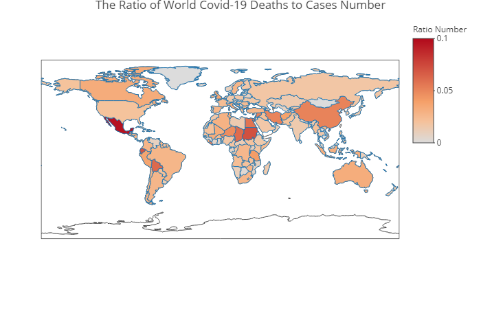 The Ratio of World Covid-19 Deaths to Cases Number
Ratio Number
0.1
0.05
0